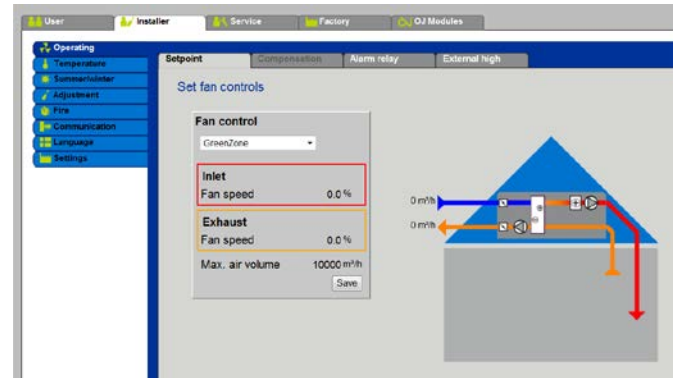 User
Installer
Service
Factory
OJ Modules
Operating
Temperature
Summer/winter
Adjustment
Fire
Communication
Language
Settings
Setpoint
Compensation
Alarm relay
External high
Set fan controls
Fan control
GreenZone
Inlet
Fan speed 0.0 %
Exhaust
Fan speed 0.0 %
Max. air volume 10000 m³/h
Save
0 m³/h
0 m³/h